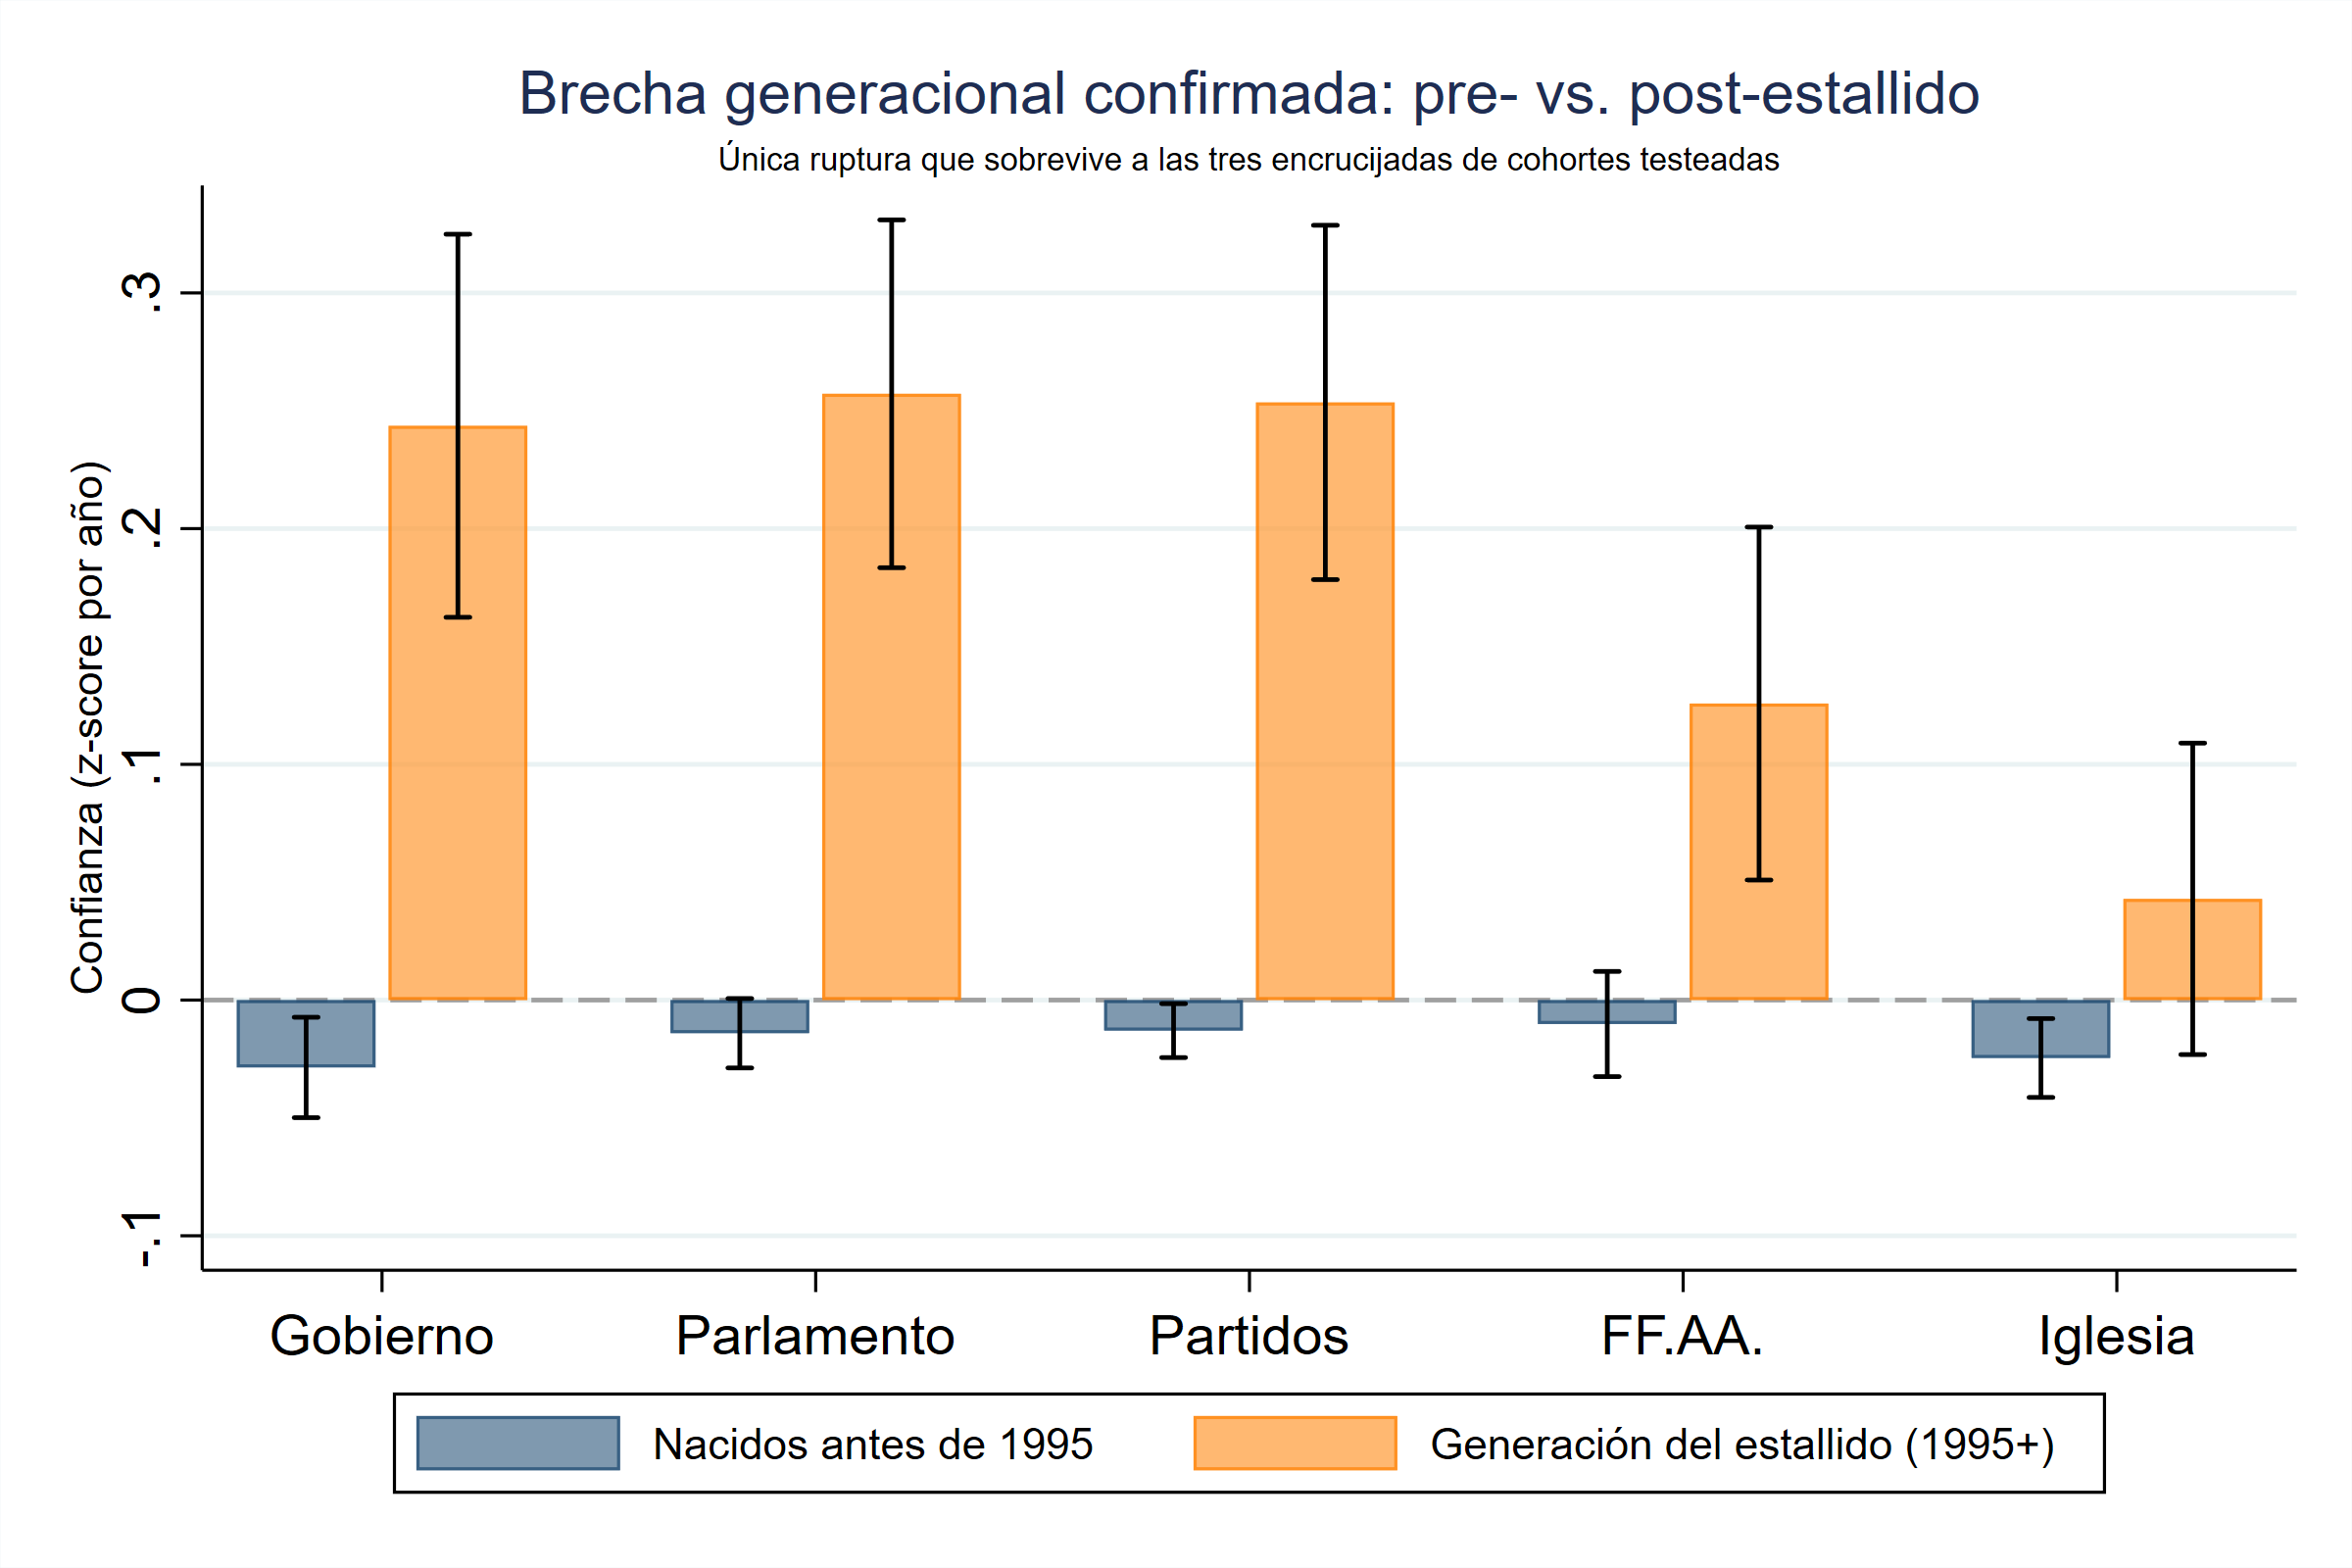 Brecha generacional confirmada: pre- vs. post-estallido
Única ruptura que sobrevive a las tres encrucijadas de cohortes testeadas
Confianza (z-score por año)
.3
.2
.1
0
-.1
Gobierno
Parlamento
Partidos
FF.AA.
Iglesia
Nacidos antes de 1995
Generación del estallido (1995+)